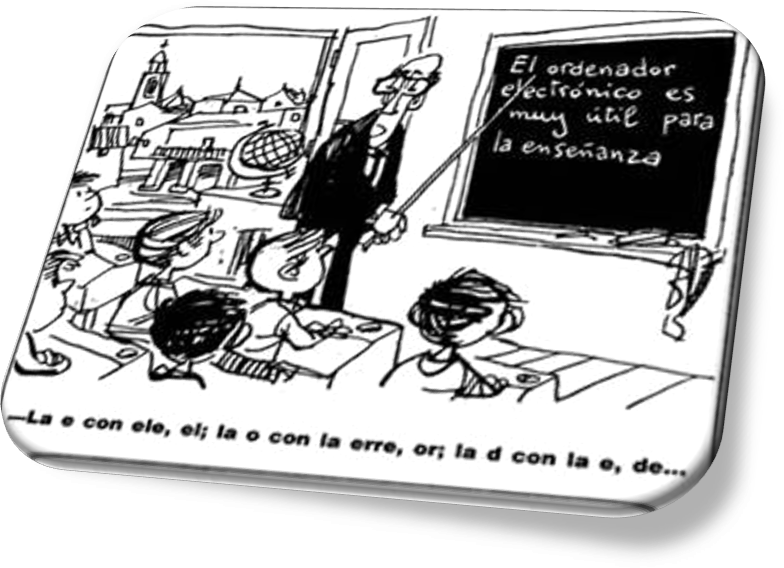 El ordenador
electrónico es
muy útil para
la enseñanza
—La e con ele, el; la o con la erre, or; la d con la e, de...